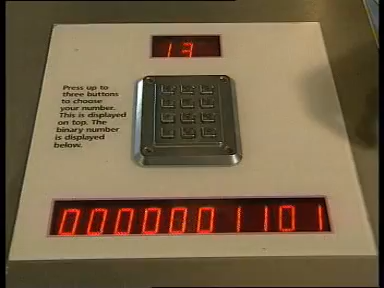 13
Press up to
three buttons
to choose
your number.
This is displayed
on top. The
binary number
is displayed
below.
0000001101